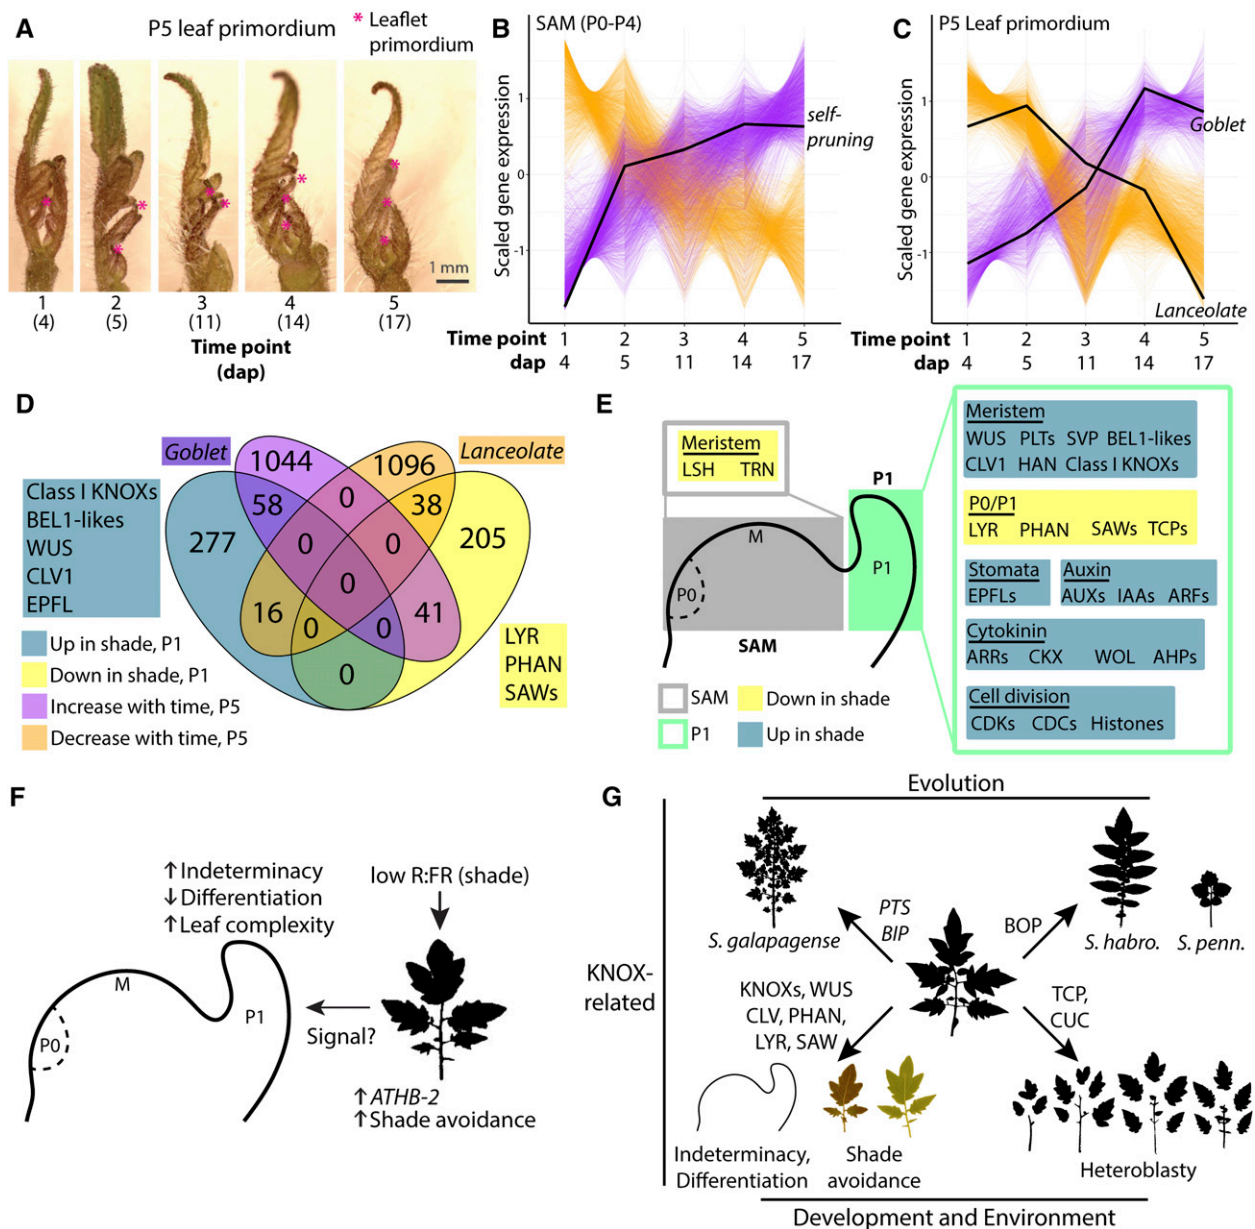 A
P5 leaf primordium
* Leaflet
primordium
1 mm
1 2 3 4 5
(4) (5) (11) (14) (17)
Time point
(dap)
B
SAM (P0-P4)
Scaled gene expression
1
0
-1
self-
pruning
Time point 1 2 3 4 5
dap 4 5 11 14 17
C
P5 Leaf primordium
Scaled gene expression
1
0
-1
Goblet
Lanceolate
Time point 1 2 3 4 5
dap 4 5 11 14 17
D
Goblet
Lanceolate
1044
1096
58
0
38
277
205
0
0
0
16
41
0
0
0
Class I KNOXs
BEL1-likes
WUS
CLV1
EPFL
LYR
PHAN
SAWs
Up in shade, P1
Down in shade, P1
Increase with time, P5
Decrease with time, P5
E
Meristem
LSH TRN
M
P0
SAM
P1
P1
SAM
P1
Down in shade
Up in shade
Meristem
WUS PLTs SVP BEL1-likes
CLV1 HAN Class I KNOXs
P0/P1
LYR PHAN SAWs TCPs
Stomata
EPFLs
Auxin
AUXs IAAs ARFs
Cytokinin
ARRs CKX WOL AHPs
Cell division
CDKs CDCs Histones
F
↑Indeterminacy
↓Differentiation
↑Leaf complexity
M
P0
P1
low R:FR (shade)
Signal?
↑ATHB-2
↑Shade avoidance
G
Evolution
KNOX-
related
S. galapagense
PTS
BIP
BOP
S. habro.
S. penn.
KNOXs, WUS
CLV, PHAN,
LYR, SAW
TCP,
CUC
Indeterminacy,
Differentiation
Shade
avoidance
Heteroblasty
Development and Environment